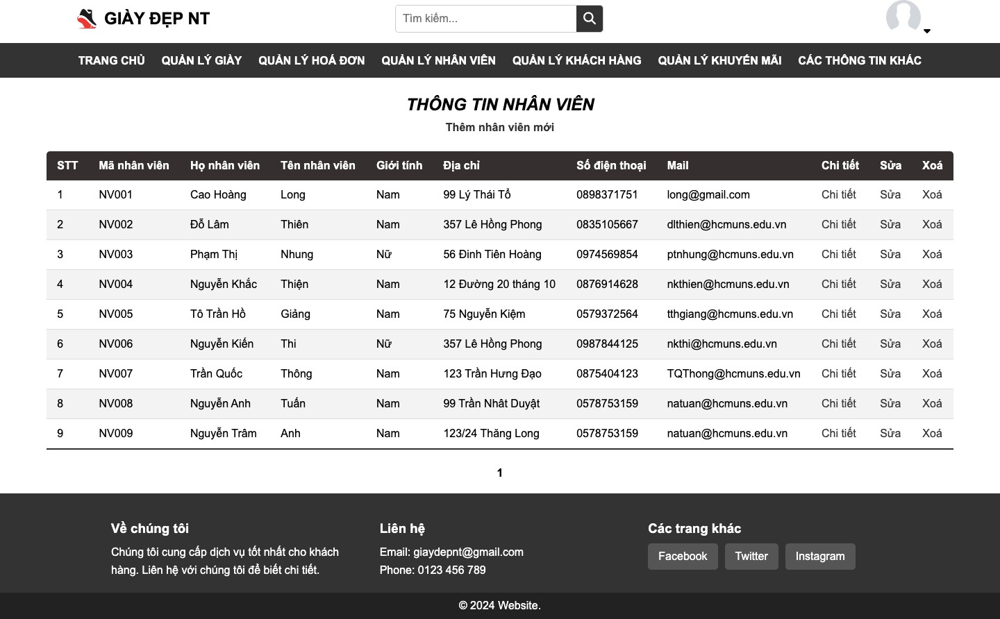 GIÀY ĐẸP NT
Tìm kiếm...
TRANG CHỦ QUẢN LÝ GIÀY QUẢN LÝ HOÁ ĐƠN QUẢN LÝ NHÂN VIÊN QUẢN LÝ KHÁCH HÀNG QUẢN LÝ KHUYẾN MÃI CÁC THÔNG TIN KHÁC
THÔNG TIN NHÂN VIÊN
Thêm nhân viên mới
STT Mã nhân viên Họ nhân viên Tên nhân viên Giới tính Địa chỉ Số điện thoại Mail Chi tiết Sửa Xoá
1 NV001 Cao Hoàng Long Nam 99 Lý Thái Tổ 0898371751 long@gmail.com Chi tiết Sửa Xoá
2 NV002 Đỗ Lâm Thiên Nam 357 Lê Hồng Phong 0835105667 dlthien@hcmuns.edu.vn Chi tiết Sửa Xoá
3 NV003 Phạm Thị Nhung Nữ 56 Đinh Tiên Hoàng 0974569854 ptnhung@hcmuns.edu.vn Chi tiết Sửa Xoá
4 NV004 Nguyễn Khắc Thiện Nam 12 Đường 20 tháng 10 0876914628 nkthien@hcmuns.edu.vn Chi tiết Sửa Xoá
5 NV005 Tô Trần Hồ Giảng Nam 75 Nguyễn Kiệm 0579372564 tthgiang@hcmuns.edu.vn Chi tiết Sửa Xoá
6 NV006 Nguyễn Kiến Thi Nữ 357 Lê Hồng Phong 0987844125 nkthi@hcmuns.edu.vn Chi tiết Sửa Xoá
7 NV007 Trần Quốc Thông Nam 123 Trần Hưng Đạo 0875404123 TQThong@hcmuns.edu.vn Chi tiết Sửa Xoá
8 NV008 Nguyễn Anh Tuấn Nam 99 Trần Nhât Duyật 0578753159 natuan@hcmuns.edu.vn Chi tiết Sửa Xoá
9 NV009 Nguyễn Trâm Anh Nam 123/24 Thăng Long 0578753159 natuan@hcmuns.edu.vn Chi tiết Sửa Xoá
1
Về chúng tôi
Chúng tôi cung cấp dịch vụ tốt nhất cho khách
hàng. Liên hệ với chúng tôi để biết chi tiết.
Liên hệ
Email: giaydepnt@gmail.com
Phone: 0123 456 789
Các trang khác
Facebook Twitter Instagram
© 2024 Website.